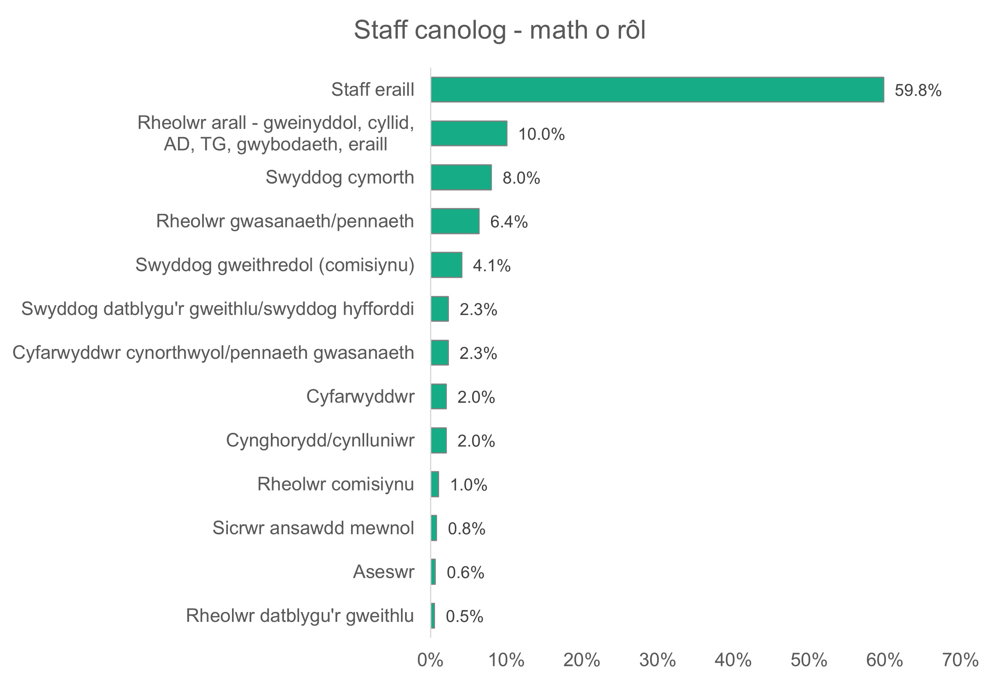 Staff canolog - math o rôl
Staff eraill
59.8%
Rheolwr arall - gweinyddol, cyllid,
AD, TG, gwybodaeth, eraill
10.0%
Swyddog cymorth
8.0%
Rheolwr gwasanaeth/pennaeth
6.4%
Swyddog gweithredol (comisiynu)
4.1%
Swyddog datblygu'r gweithlu/swyddog hyfforddi
2.3%
Cyfarwyddwr cynorthwyol/pennaeth gwasanaeth
2.3%
Cyfarwyddwr
2.0%
Cynghorydd/cynlluniwr
2.0%
Rheolwr comisiynu
1.0%
Sicrwr ansawdd mewnol
0.8%
Aseswr
0.6%
Rheolwr datblygu'r gweithlu
0.5%
0% 10% 20% 30% 40% 50% 60% 70%